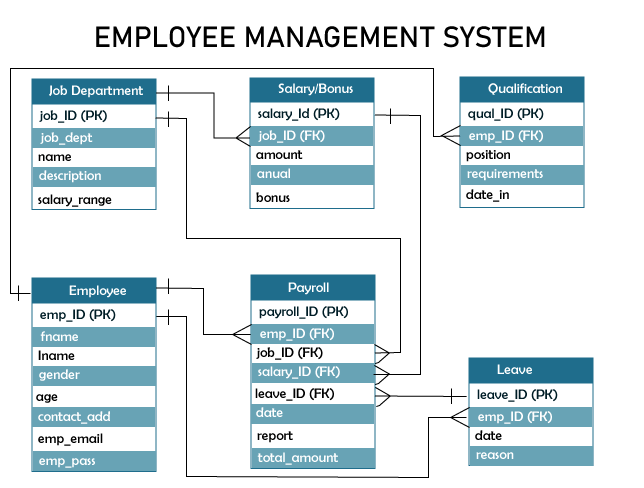 EMPLOYEE MANAGEMENT SYSTEM
Job Department
job_ID (PK)
job_dept
name
description
salary_range
Salary/Bonus
salary_Id (PK)
job_ID (FK)
amount
anual
bonus
Qualification
qual_ID (PK)
emp_ID (FK)
position
requirements
date_in
Employee
emp_ID (PK)
fname
lname
gender
age
contact_add
emp_email
emp_pass
Payroll
payroll_ID (PK)
emp_ID (FK)
job_ID (FK)
salary_ID (FK)
leave_ID (FK)
date
report
total_amount
Leave
leave_ID (PK)
emp_ID (FK)
date
reason